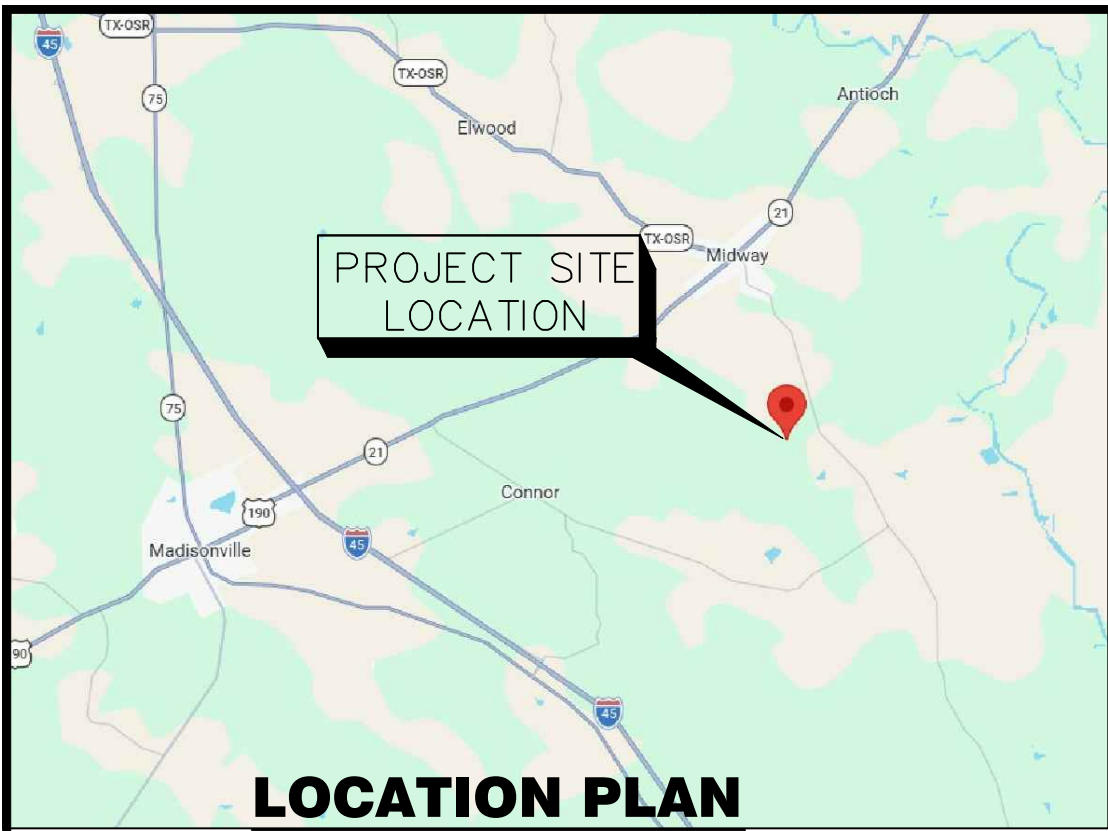 TX-OSR
45
75
TX-OSR
Antioch
Elwood
21
TX-OSR
Midway
PROJECT SITE
LOCATION
75
21
Connor
190
45
Madisonville
90
45
LOCATION PLAN